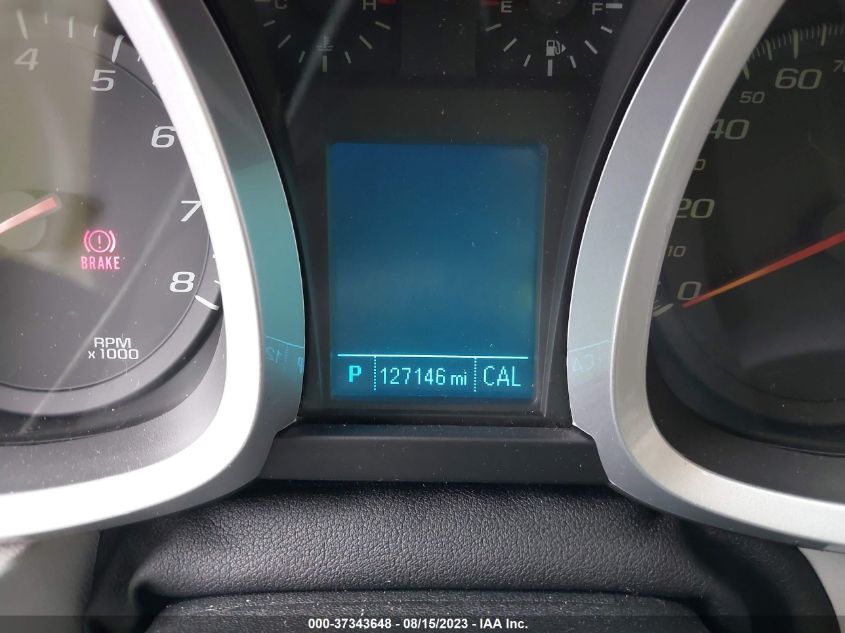 C H E F
4 5 6 7 8
BRAKE
RPM
x 1000
P 127146 mi CAL
0 10 20 40 50 60
000-37343648 - 08/15/2023 - IAA Inc.